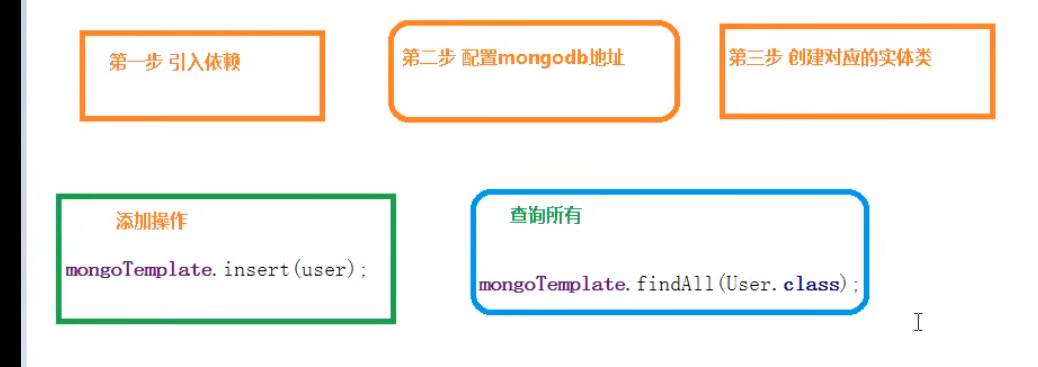 第一步 引入依赖
第二步 配置mongodb地址
第三步 创建对应的实体类
添加操作
mongoTemplate.insert(user);
查询所有
mongoTemplate.findAll(User.class);